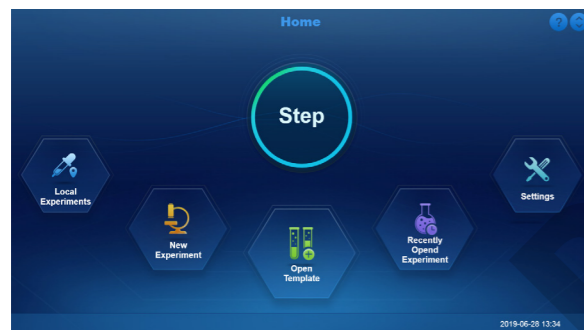 Home
?
Step
Local
Experiments
New
Experiment
Open
Template
Recently
Opend
Experiment
Settings
2019-06-28 13:34